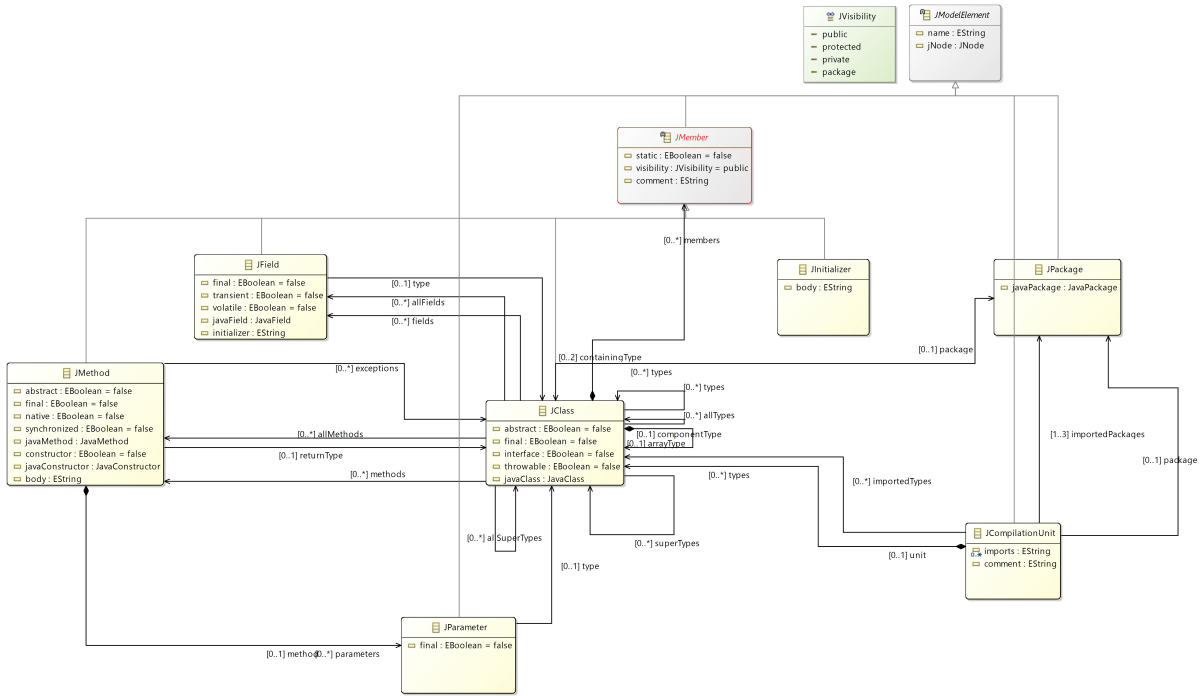 JVisibility
public
protected
private
package
JModelElement
name : EString
jNode : JNode
JMember
static : EBoolean = false
visibility : JVisibility = public
comment : EString
[0..*] members
JField
final : EBoolean = false
transient : EBoolean = false
volatile : EBoolean = false
javaField : JavaField
initializer : EString
[0..1] type
[0..*] allFields
[0..*] fields
JInitializer
body : EString
JPackage
javaPackage : JavaPackage
[0..1] package
[0..2] containingType
[0..*] types
JMethod
abstract : EBoolean = false
final : EBoolean = false
native : EBoolean = false
synchronized : EBoolean = false
javaMethod : JavaMethod
constructor : EBoolean = false
javaConstructor : JavaConstructor
body : EString
[0..*] exceptions
[0..*] allMethods
[0..1] returnType
[0..*] methods
JClass
abstract : EBoolean = false
final : EBoolean = false
interface : EBoolean = false
throwable : EBoolean = false
javaClass : JavaClass
[0..*] types
[0..*] allTypes
[0..1] componentType
[0..1] arrayType
[0..*] types
[0..*] importedTypes
[1..3] importedPackages
[0..1] package
[0..*] allSuperTypes
[0..*] superTypes
[0..1] unit
JCompilationUnit
0..*
imports : EString
comment : EString
[0..1] type
JParameter
final : EBoolean = false
[0..1] method
[0..*] parameters